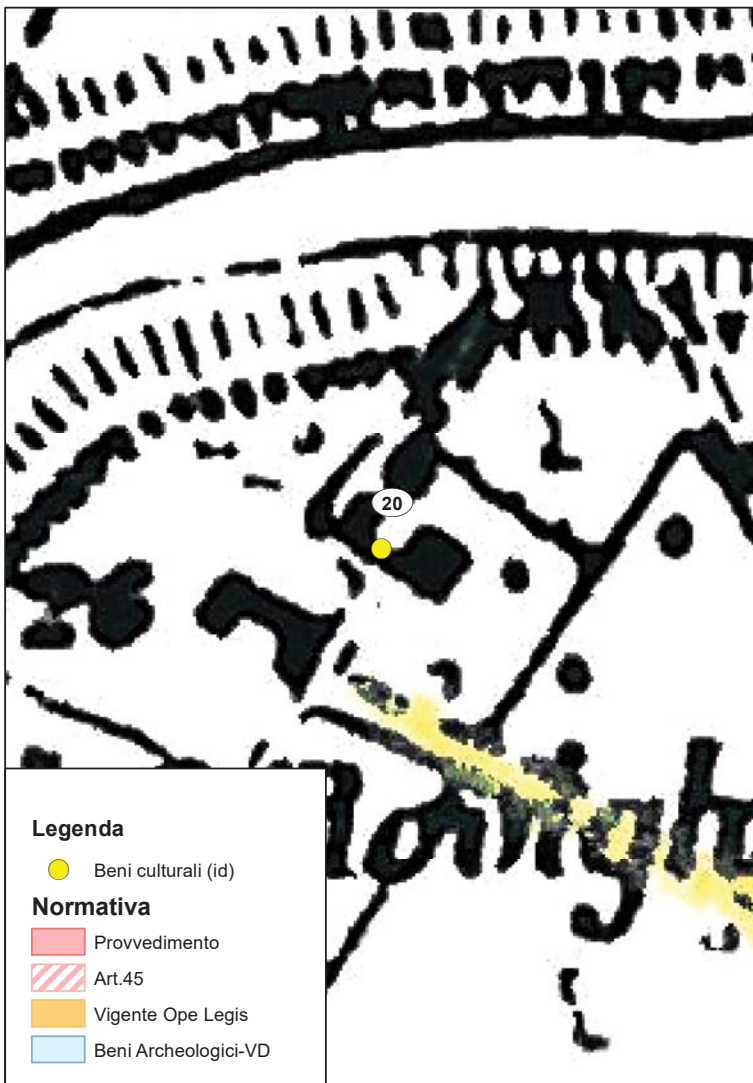 20
Legenda
Beni culturali (id)
Normativa
Provvedimento
Art.45
Vigente Ope Legis
Beni Archeologici-VD